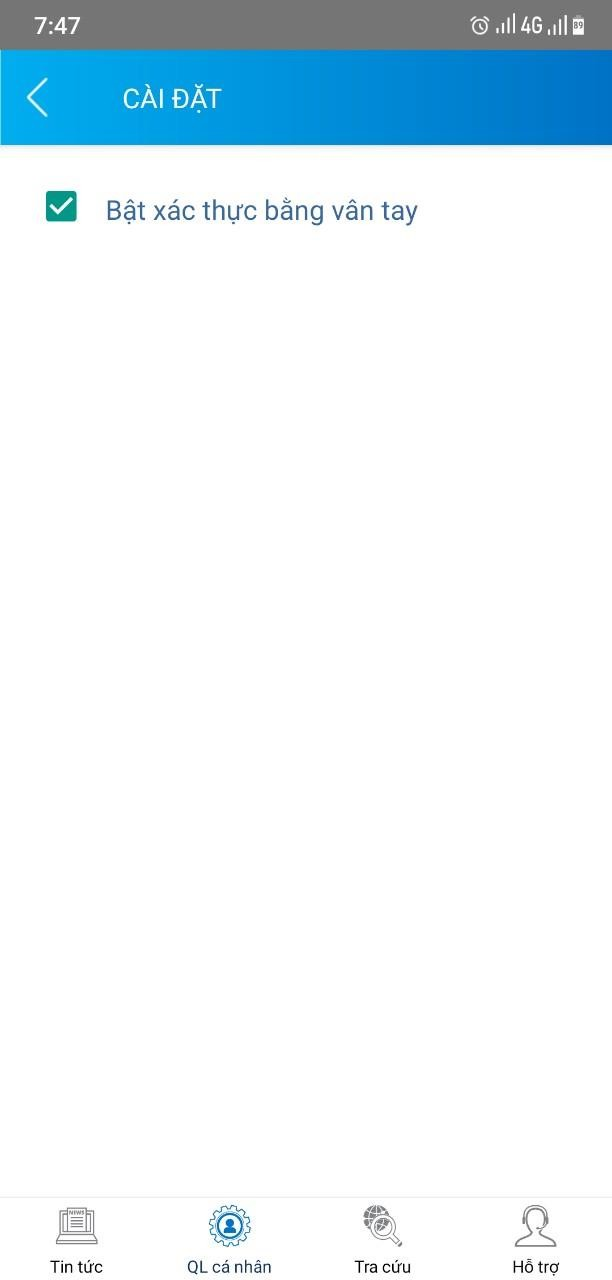 7:47
4G
89
CÀI ĐẶT
Bật xác thực bằng vân tay
NEWS
Tin tức
QL cá nhân
Tra cứu
Hỗ trợ